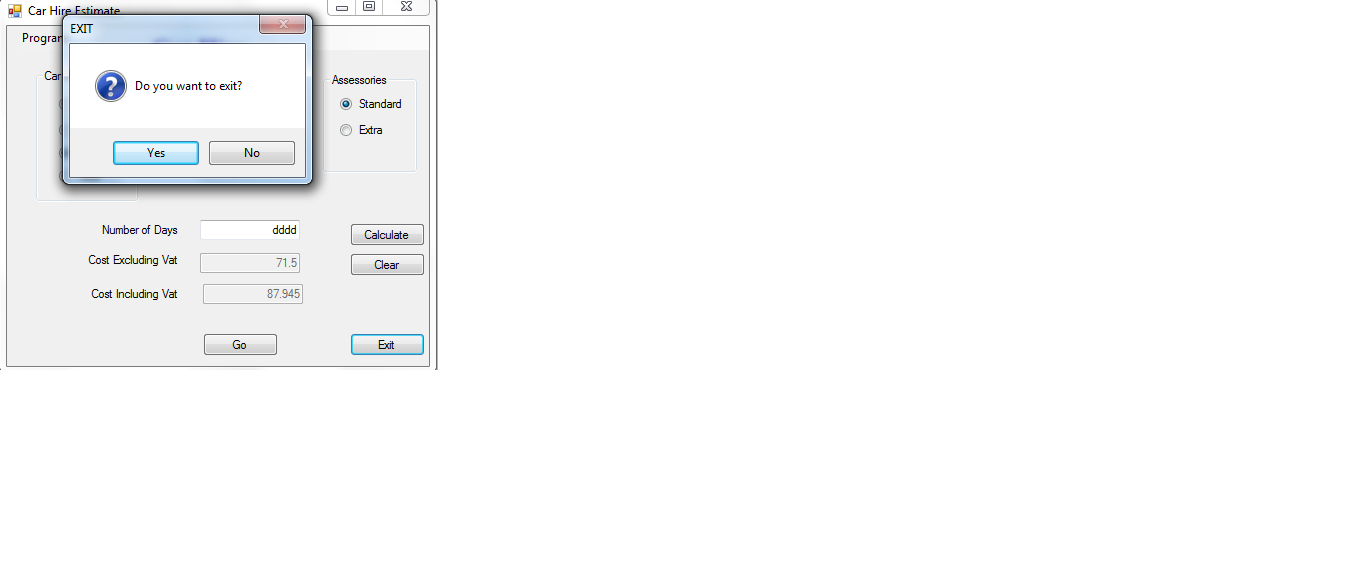 Car Hire Estimate
EXIT
Program
Do you want to exit?
Yes No
Car
Assessories
Standard
Extra
Number of Days dddd
Calculate
Cost Excluding Vat 71.5
Clear
Cost Including Vat 87.945
Go
Exit